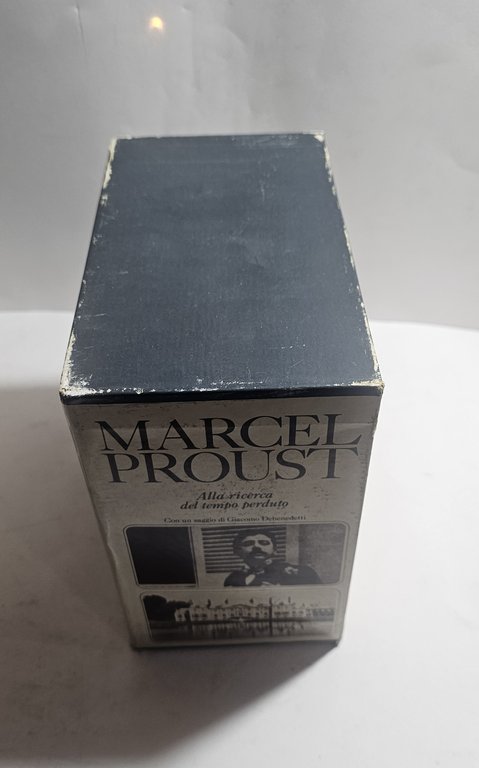 MARCEL
PROUST
Alla ricerca
del tempo perduto
Con un saggio di Giacomo Debenedetti